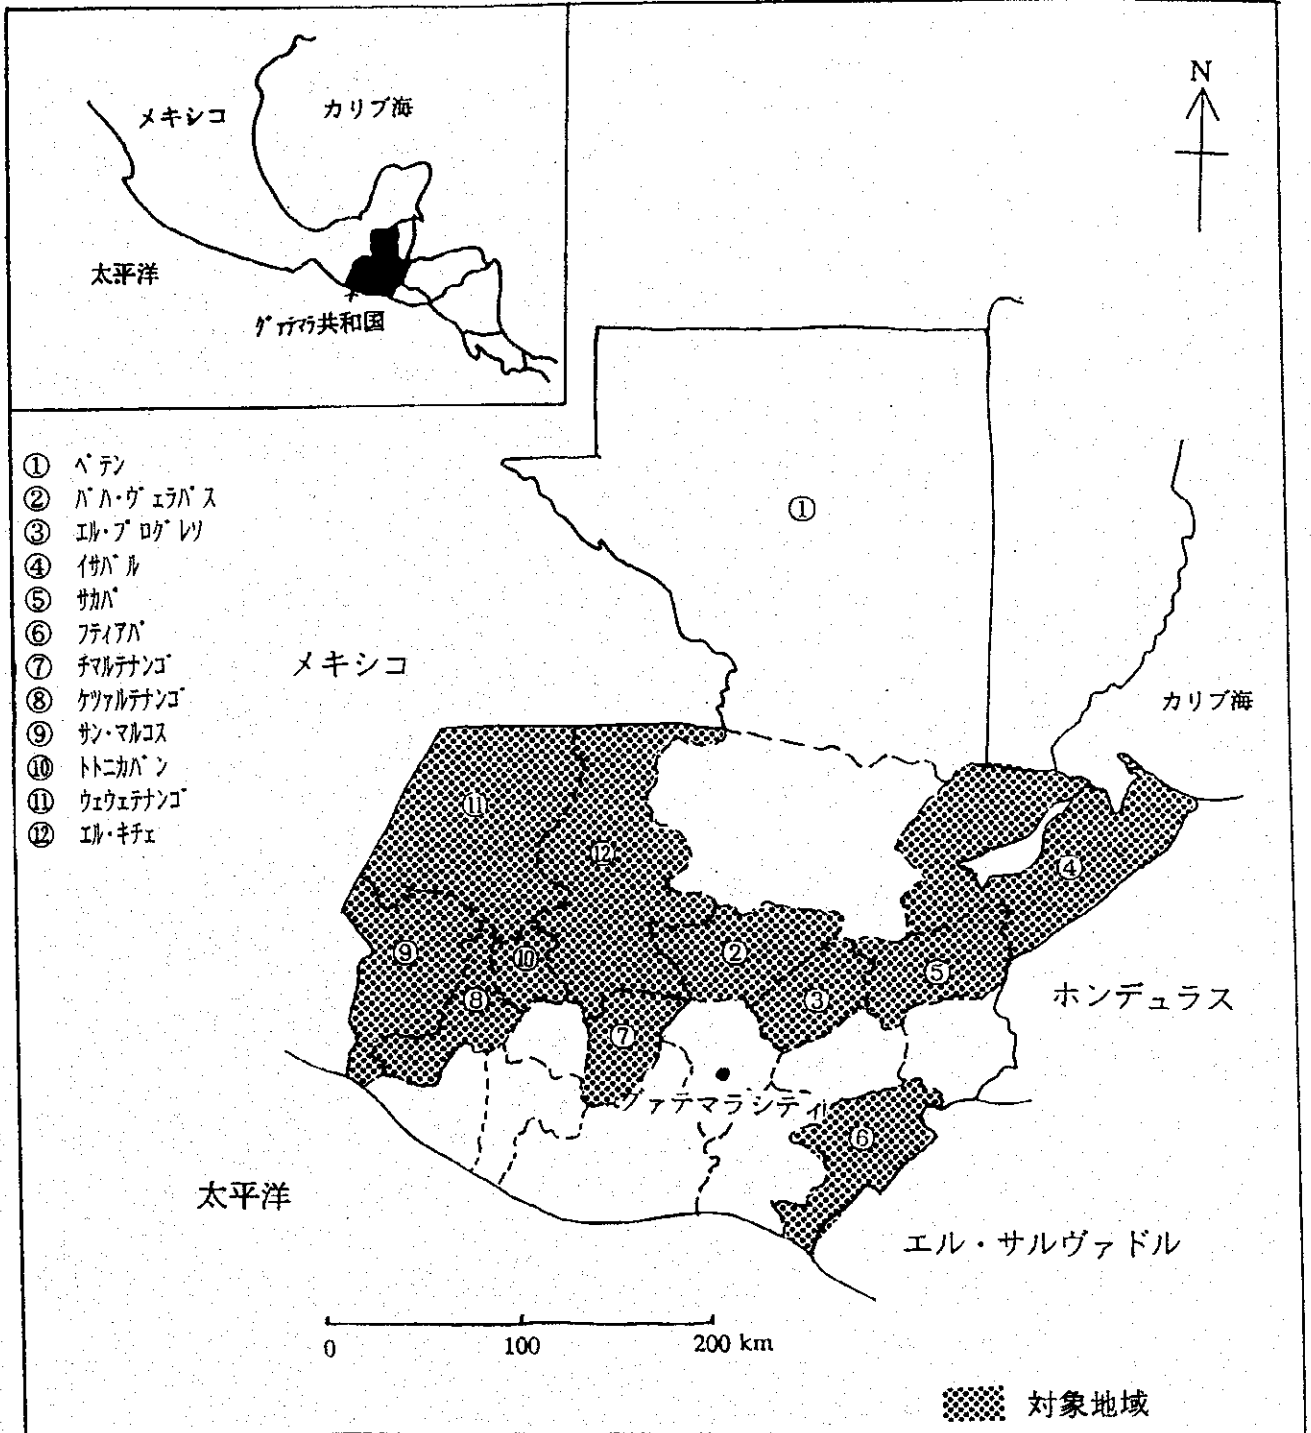 メキシコ
カリブ海
太平洋
グァテマラ共和国
N
① ペテン
② バハ・ヴェラパス
③ エル・プログレソ
④ イサバル
⑤ サカパ
⑥ フティアパ
⑦ チマルテナンゴ
⑧ ケツァルテナンゴ
⑨ サン・マルコス
⑩ トトニカパン
⑪ ウェウェテナンゴ
⑫ エル・キチェ
①
メキシコ
カリブ海
⑪
⑫
④
⑨
⑩
②
⑤
⑧
③
ホンデュラス
⑦
グァテマラシティ
⑥
太平洋
エル・サルヴァドル
0 100 200 km
対象地域